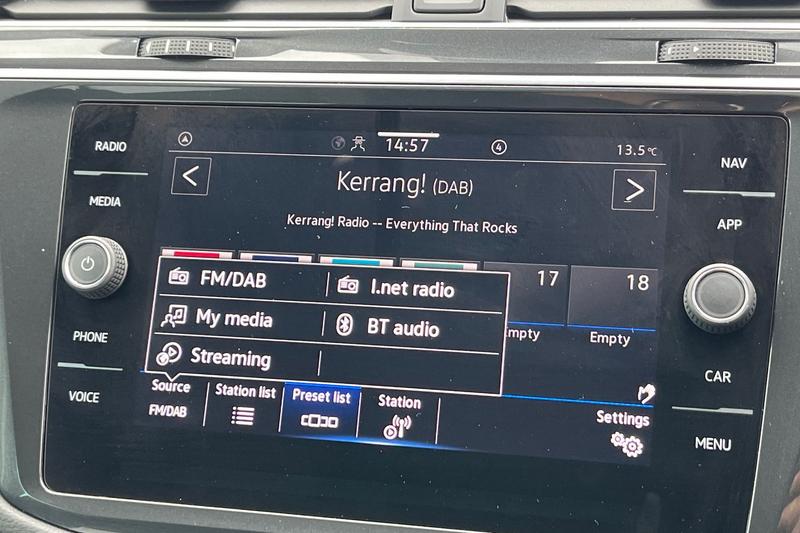 RADIO
MEDIA
PHONE
VOICE
14:57
4
13.5°C
<
Kerrang! (DAB)
>
Kerrang! Radio -- Everything That Rocks
FM/DAB
I.net radio
My media
BT audio
Streaming
17
18
mpty
Empty
Source
FM/DAB
Station list
Preset list
Station
Settings
NAV
APP
CAR
MENU